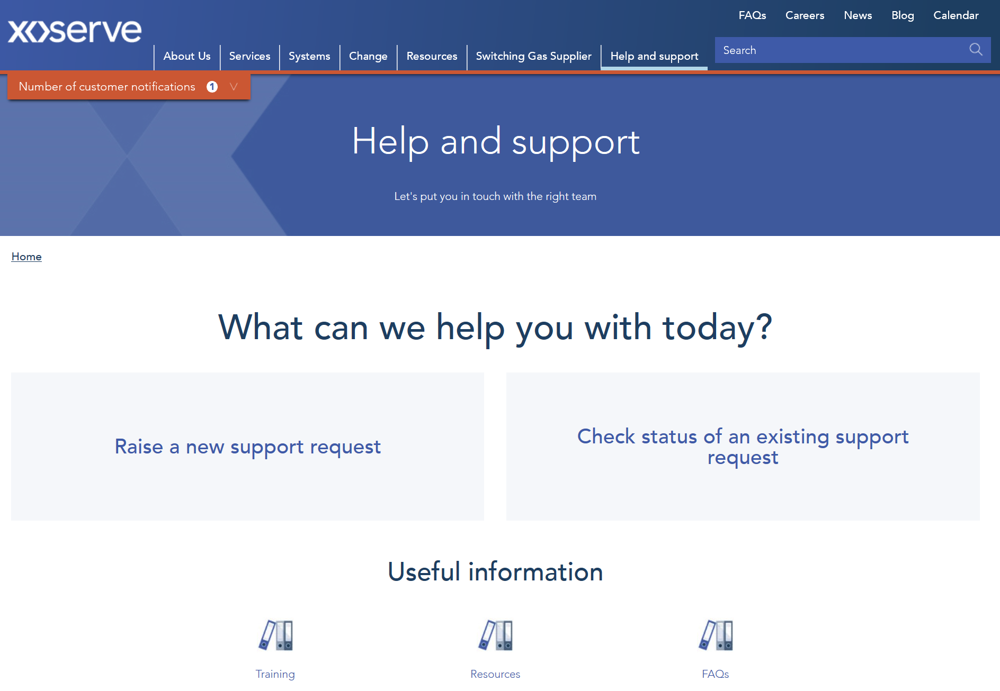 FAQs Careers News Blog Calendar
xoserve
About Us Services Systems Change Resources Switching Gas Supplier Help and support Search
Number of customer notifications 1
Help and support
Let's put you in touch with the right team
Home
What can we help you with today?
Raise a new support request
Check status of an existing support
request
Useful information
Training Resources FAQs